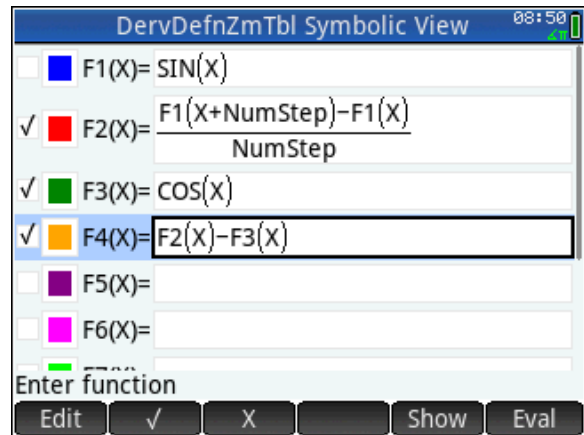 DervDefnZmTbl Symbolic View 08:50
∡π
F1(X)= SIN(X)
√ F2(X)= F1(X+NumStep)−F1(X)
NumStep
√ F3(X)= COS(X)
√ F4(X)= F2(X)−F3(X)
F5(X)=
F6(X)=
Enter function
Edit √ X Show Eval